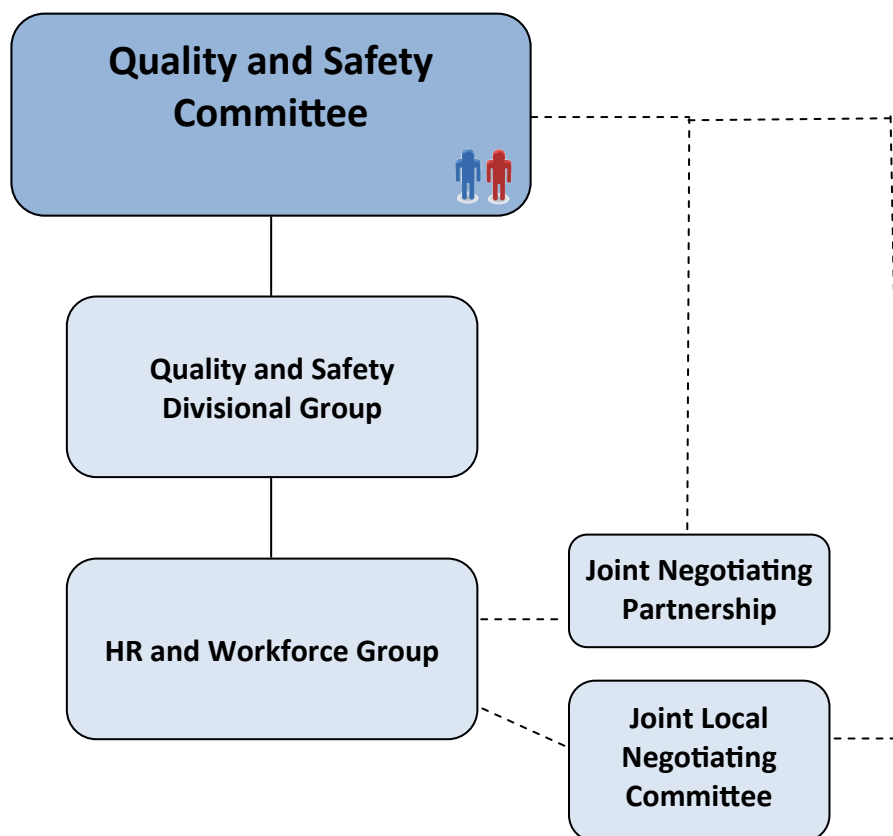 Quality and Safety
Committee
Quality and Safety
Divisional Group
HR and Workforce Group
Joint Negotiating
Partnership
Joint Local
Negotiating
Committee